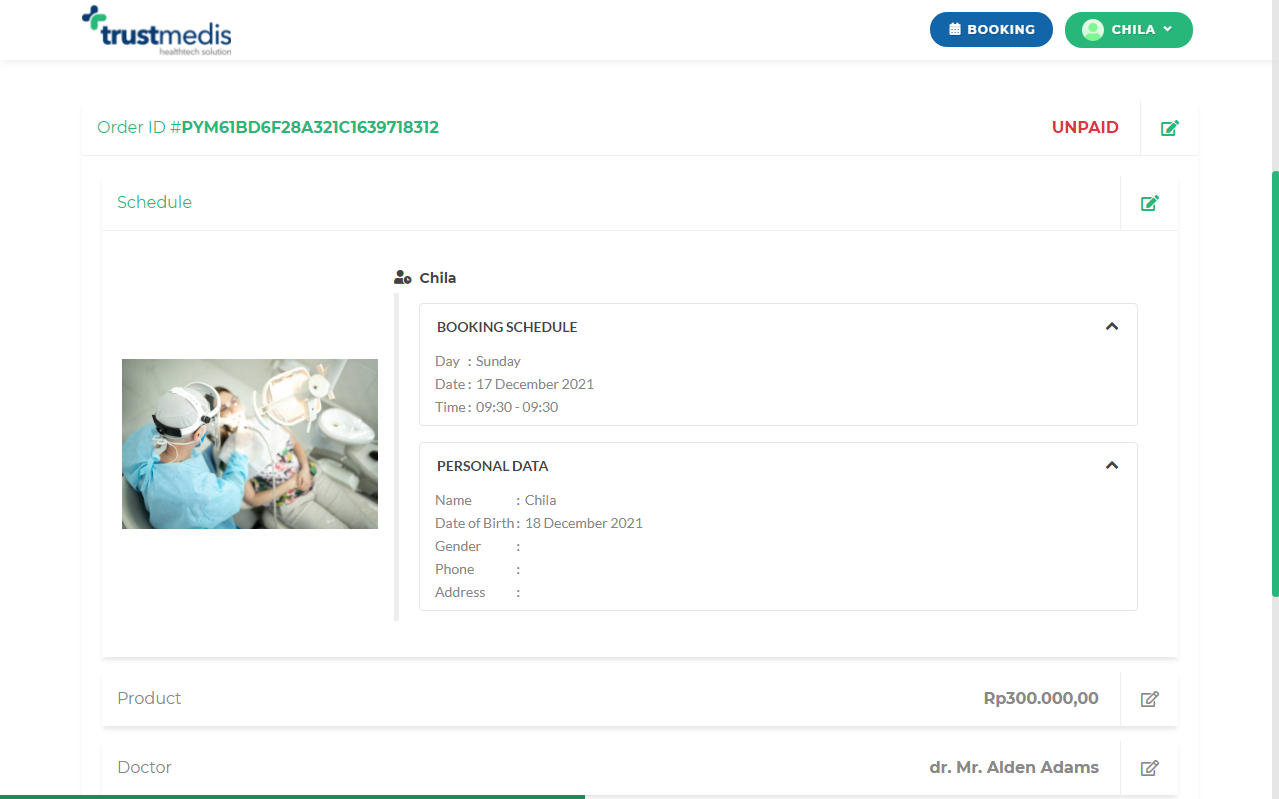 trustmedis
healthtech solution
BOOKING
CHILA
Order ID #PYM61BD6F28A321C1639718312
UNPAID
Schedule
Chila
BOOKING SCHEDULE
Day : Sunday
Date : 17 December 2021
Time : 09:30 - 09:30
PERSONAL DATA
Name : Chila
Date of Birth : 18 December 2021
Gender :
Phone :
Address :
Product Rp300.000,00
Doctor dr. Mr. Alden Adams